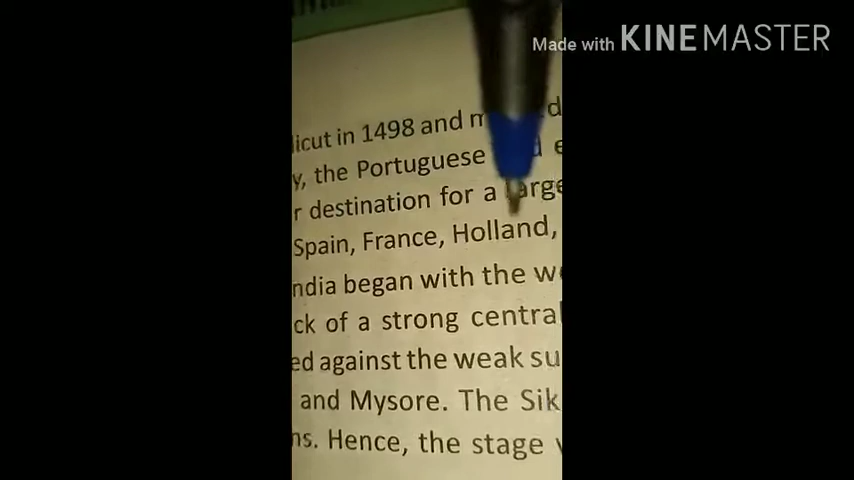 Made with KINEMASTER
licut in 1498 and m
y, the Portuguese
r destination for a large
Spain, France, Holland,
ndia began with the we
ck of a strong central
ed against the weak su
and Mysore. The Sik
ns. Hence, the stage